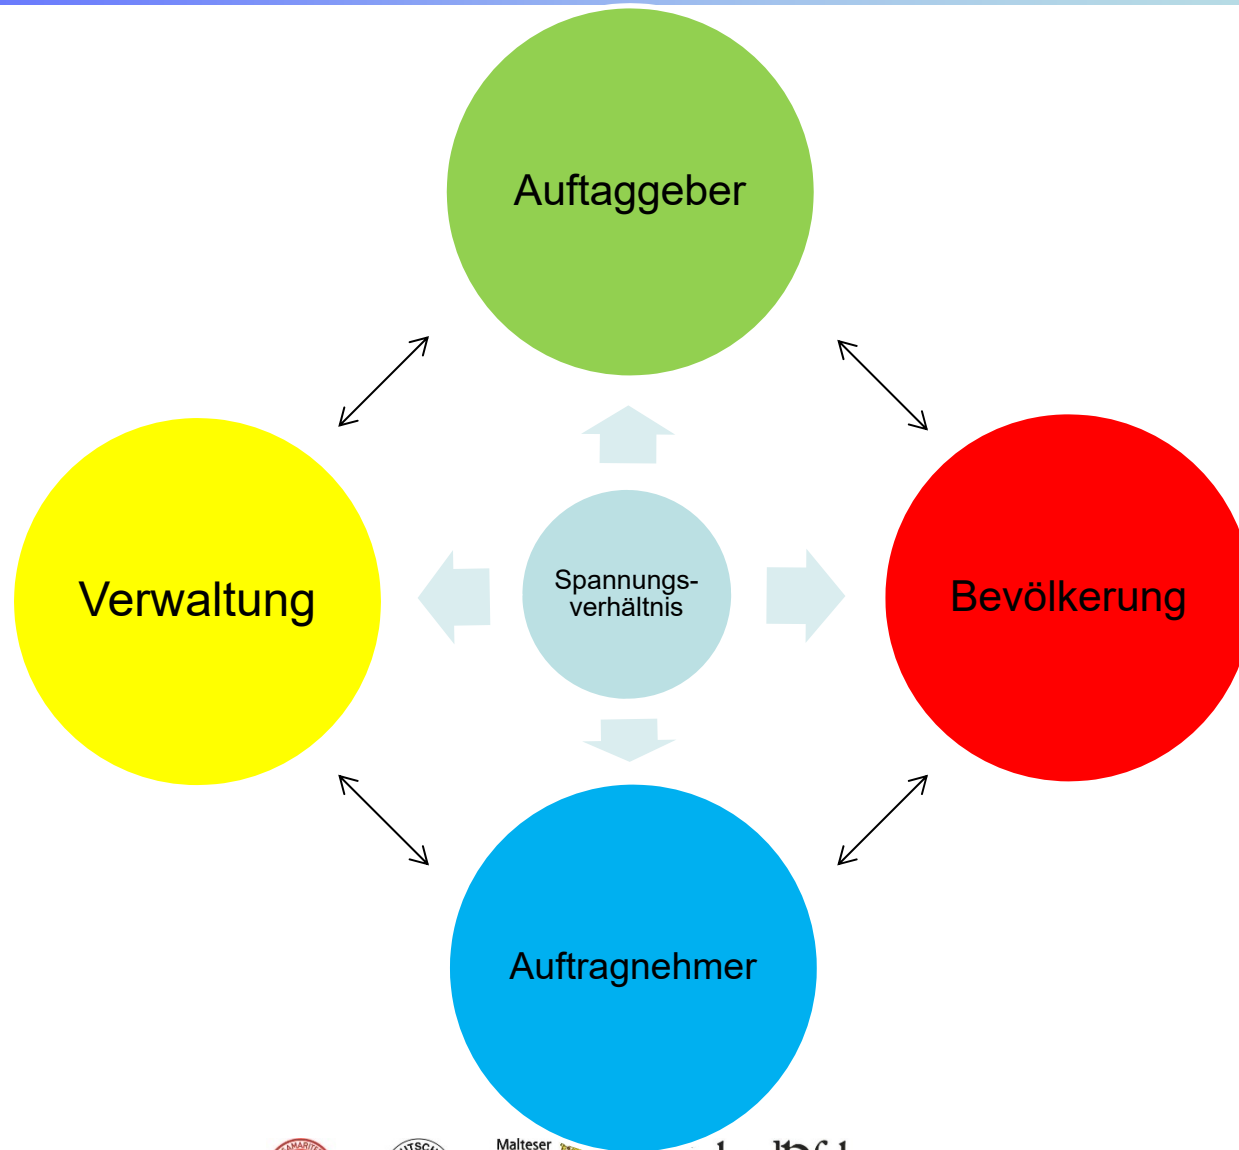 Auftaggeber
Verwaltung
Spannungs-
verhältnis
Bevölkerung
Auftragnehmer
Malteser